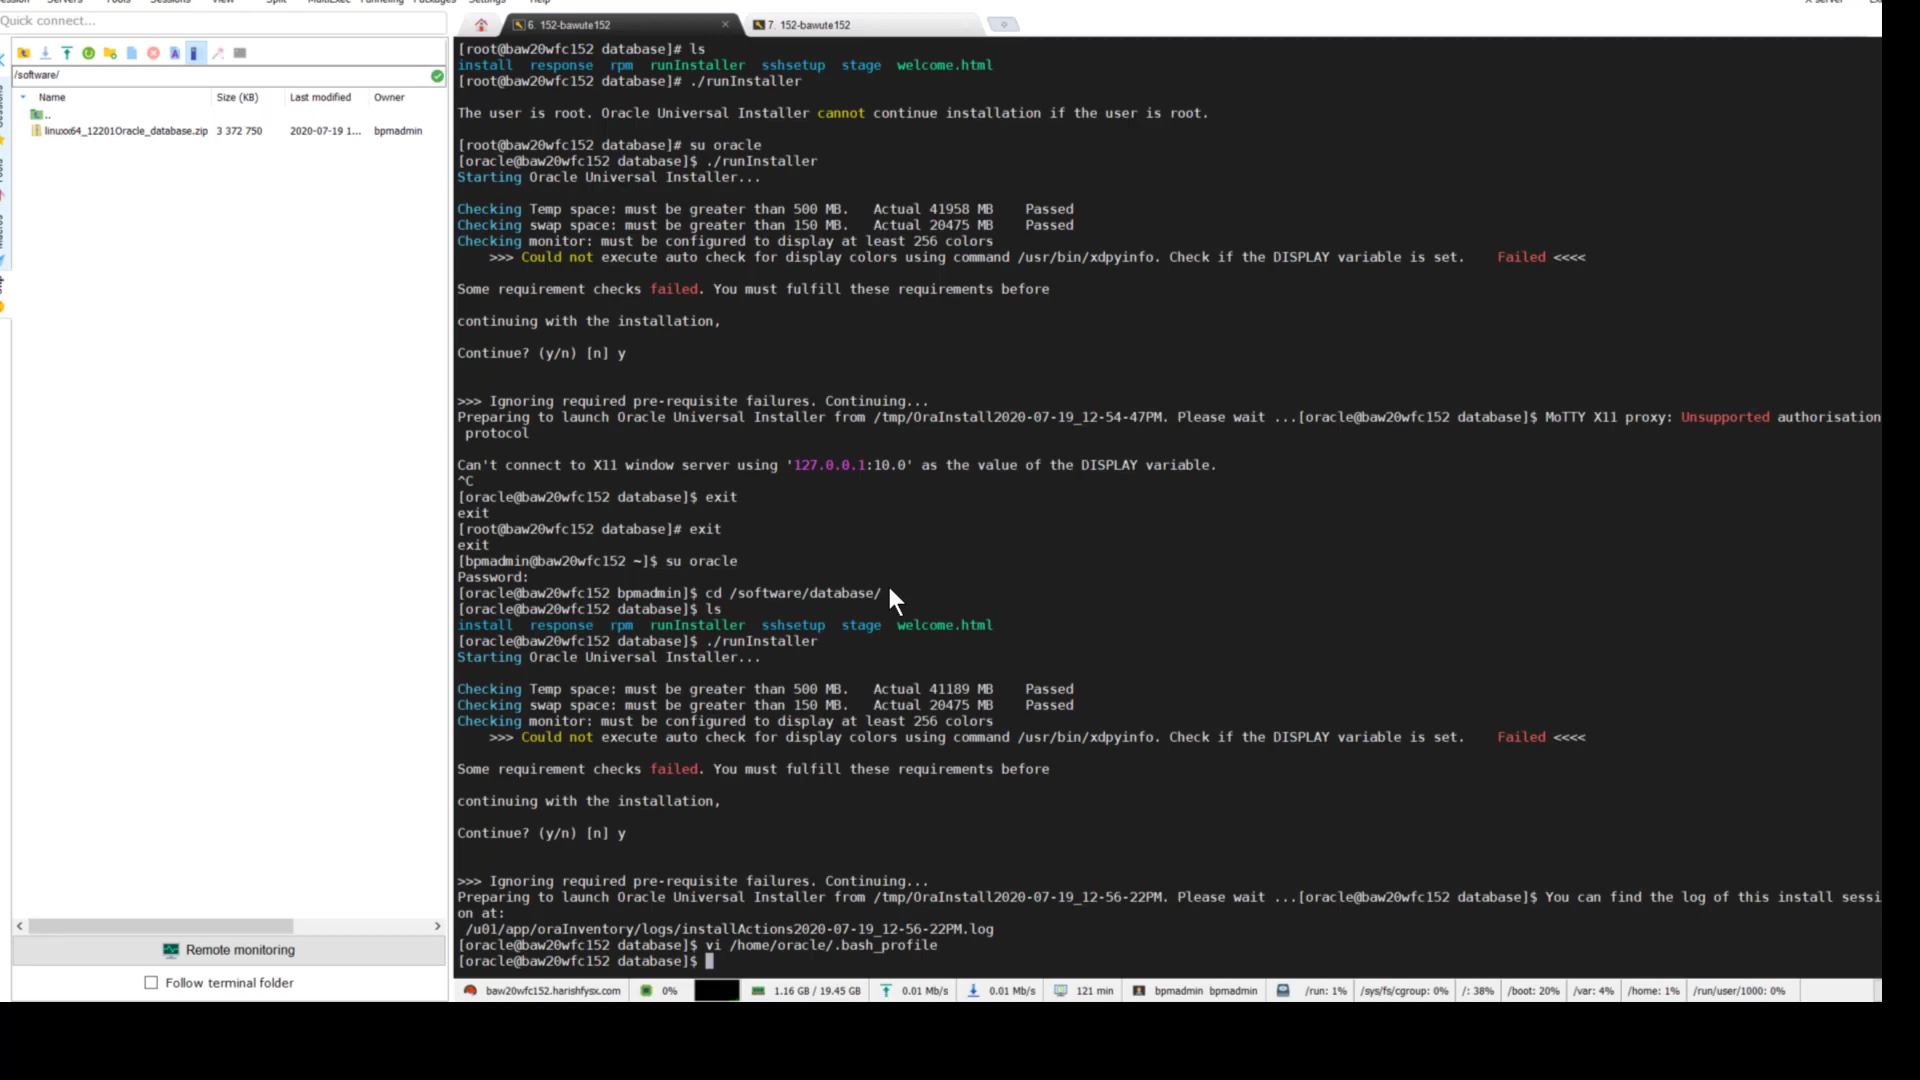 ession Servers Tools Sessions View Split MultiExec Tunneling Packages Settings Help
X server Ex
Quick connect...
6. 152-bawute152
7. 152-bawute152
/software/
Name Size (KB) Last modified Owner
..
linuxx64_12201Oracle_database.zip 3 372 750 2020-07-19 1... bpmadmin
Remote monitoring
Follow terminal folder
[root@baw20wfc152 database]# ls
install response rpm runInstaller sshsetup stage welcome.html
[root@baw20wfc152 database]# ./runInstaller
The user is root. Oracle Universal Installer cannot continue installation if the user is root.
[root@baw20wfc152 database]# su oracle
[oracle@baw20wfc152 database]$ ./runInstaller
Starting Oracle Universal Installer...
Checking Temp space: must be greater than 500 MB. Actual 41958 MB Passed
Checking swap space: must be greater than 150 MB. Actual 20475 MB Passed
Checking monitor: must be configured to display at least 256 colors
>>> Could not execute auto check for display colors using command /usr/bin/xdpyinfo. Check if the DISPLAY variable is set. Failed <<<<
Some requirement checks failed. You must fulfill these requirements before
continuing with the installation,
Continue? (y/n) [n] y
>>> Ignoring required pre-requisite failures. Continuing...
Preparing to launch Oracle Universal Installer from /tmp/OraInstall2020-07-19_12-54-47PM. Please wait ...[oracle@baw20wfc152 database]$ MoTTY X11 proxy: Unsupported authorisation
protocol
Can't connect to X11 window server using '127.0.0.1:10.0' as the value of the DISPLAY variable.
^C
[oracle@baw20wfc152 database]$ exit
exit
[root@baw20wfc152 database]# exit
exit
[bpmadmin@baw20wfc152 ~]$ su oracle
Password:
[oracle@baw20wfc152 bpmadmin]$ cd /software/database/
[oracle@baw20wfc152 database]$ ls
install response rpm runInstaller sshsetup stage welcome.html
[oracle@baw20wfc152 database]$ ./runInstaller
Starting Oracle Universal Installer...
Checking Temp space: must be greater than 500 MB. Actual 41189 MB Passed
Checking swap space: must be greater than 150 MB. Actual 20475 MB Passed
Checking monitor: must be configured to display at least 256 colors
>>> Could not execute auto check for display colors using command /usr/bin/xdpyinfo. Check if the DISPLAY variable is set. Failed <<<<
Some requirement checks failed. You must fulfill these requirements before
continuing with the installation,
Continue? (y/n) [n] y
>>> Ignoring required pre-requisite failures. Continuing...
Preparing to launch Oracle Universal Installer from /tmp/OraInstall2020-07-19_12-56-22PM. Please wait ...[oracle@baw20wfc152 database]$ You can find the log of this install sessi
on at:
/u01/app/oraInventory/logs/installActions2020-07-19_12-56-22PM.log
[oracle@baw20wfc152 database]$ vi /home/oracle/.bash_profile
[oracle@baw20wfc152 database]$
baw20wfc152.harishfysx.com 0% 1.16 GB / 19.45 GB 0.01 Mb/s 0.01 Mb/s 121 min bpmadmin bpmadmin /run: 1% /sys/fs/cgroup: 0% /: 38% /boot: 20% /var: 4% /home: 1% /run/user/1000: 0%